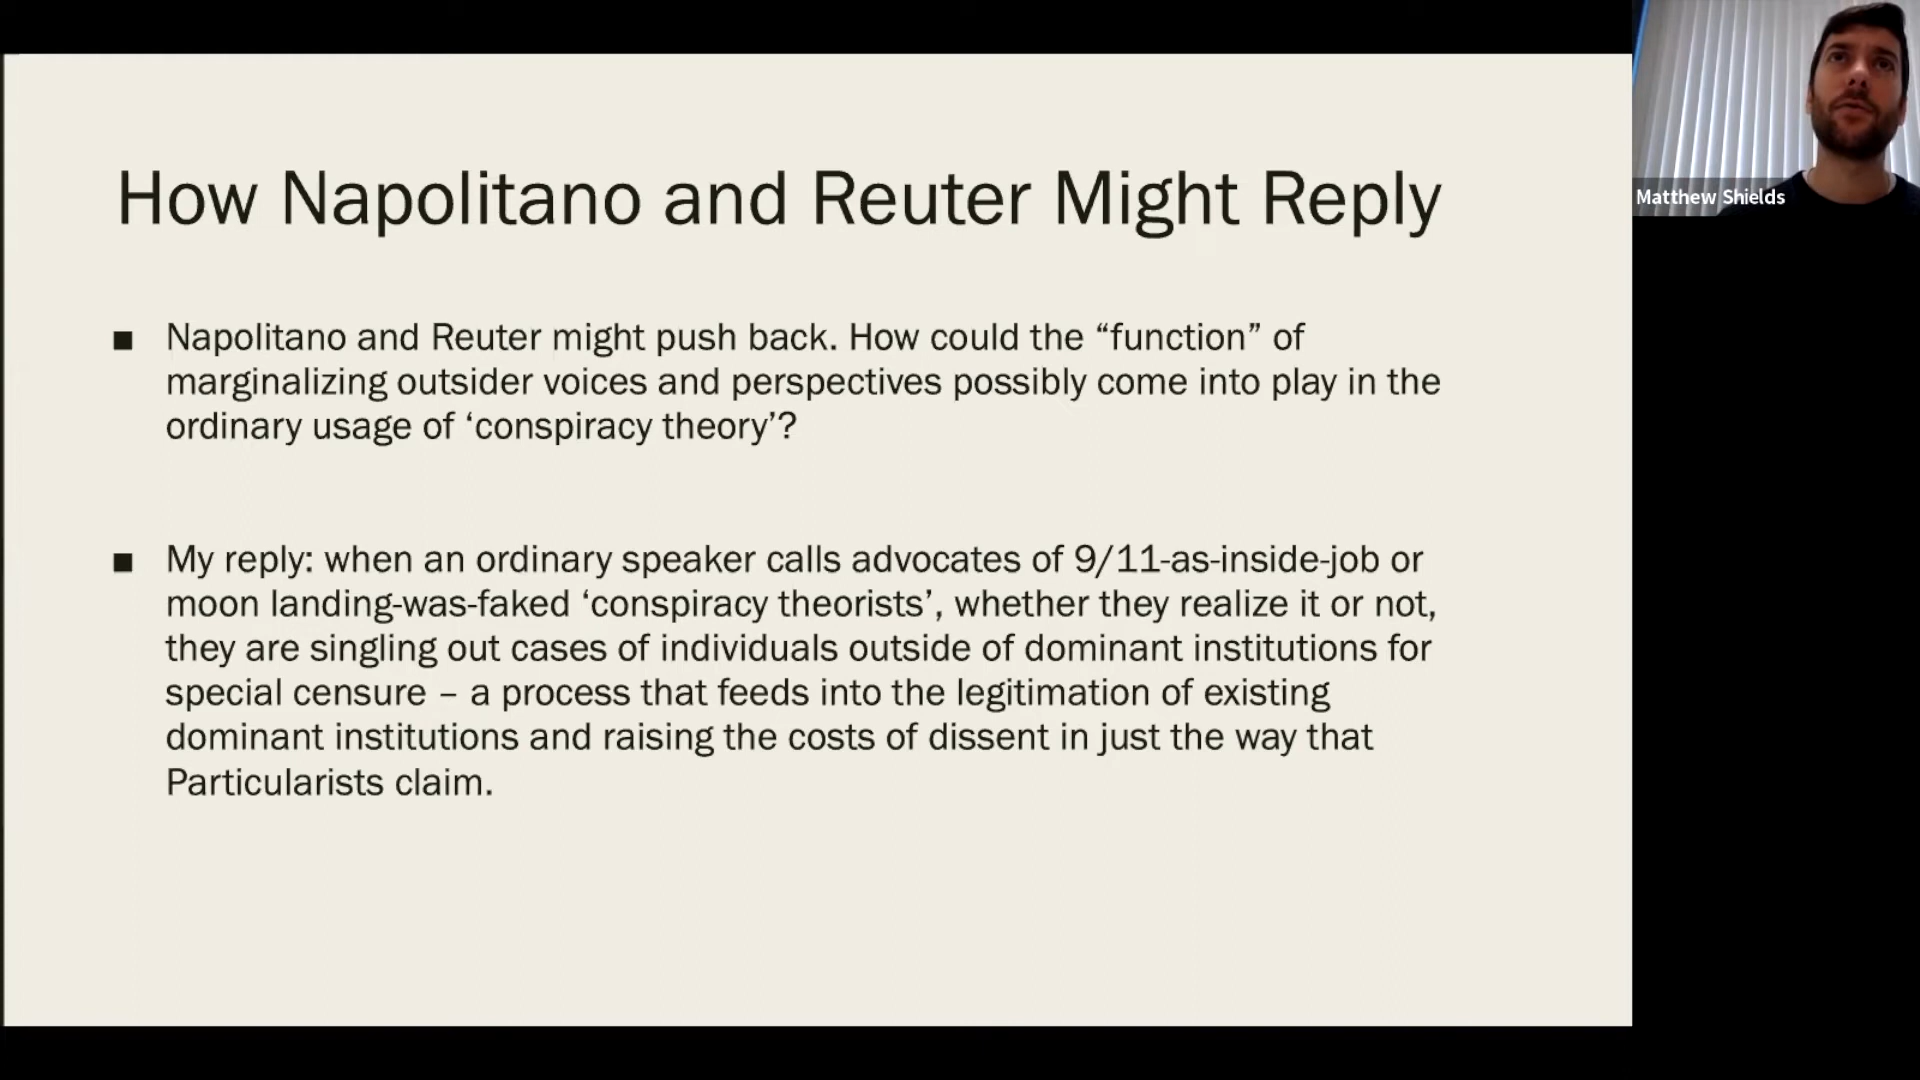 How Napolitano and Reuter Might Reply
■ Napolitano and Reuter might push back. How could the “function” of
marginalizing outsider voices and perspectives possibly come into play in the
ordinary usage of ‘conspiracy theory’?
■ My reply: when an ordinary speaker calls advocates of 9/11-as-inside-job or
moon landing-was-faked ‘conspiracy theorists’, whether they realize it or not,
they are singling out cases of individuals outside of dominant institutions for
special censure – a process that feeds into the legitimation of existing
dominant institutions and raising the costs of dissent in just the way that
Particularists claim.
Matthew Shields